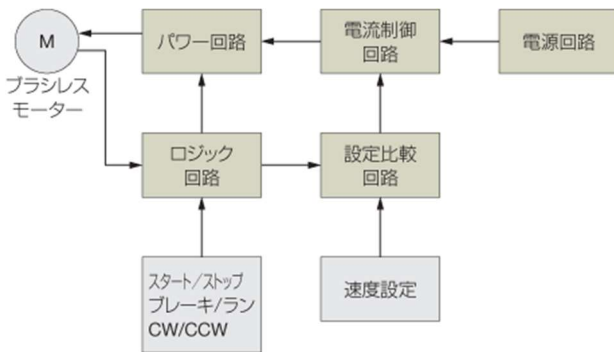 M
ブラシレス
モーター
パワー回路
電流制御
回路
電源回路
ロジック
回路
設定比較
回路
スタート/ストップ
ブレーキ/ラン
CW/CCW
速度設定